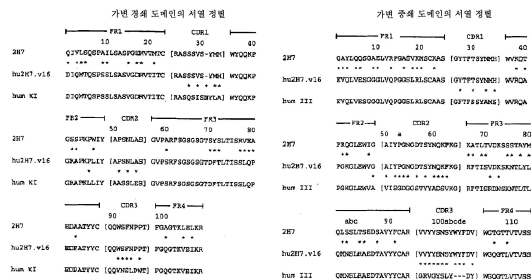 가변 경쇄 도메인의 서열 정렬
FR1 CDR1
10 20 30 40
2H7 QIVLSQSPAILSASPGEKVTMTC [RASSSVS-YMH] WYQQKP
hu2H7.v16 DIQMTQSPSSLSASVGDRVTITC [RASSSVS-YMH] WYQQKP
hum KI DIQMTQSPSSLSASVGDRVTITC [RASQSISNYLA] WYQQKP
FR2 CDR2 FR3
50 60 70 80
2H7 GSSPKPWIY [APSNLAS] GVPARFSGSGSGTSYSLTISRVEA
hu2H7.v16 GKAPKPLIY [APSNLAS] GVPSRFSGSGSGTDFTLTISSLQP
hum KI GKAPKLLIY [AASSLES] GVPSRFSGSGSGTDFTLTISSLQP
CDR3 FR4
90 100
2H7 EDAATYYC [QQWSFNPPT] FGAGTKLELKR
hu2H7.v16 EDFATYYC [QQWSFNPPT] FGQGTKVEIKR
hum KI EDFATYYC [QQYNSLPWT] FGQGTKVEIKR
가변 중쇄 도메인의 서열 정렬
FR1 CDR1
10 20 30 40
2H7 QAYLQQSGAELVRPGASVKMSCKAS [GYTFTSYNMH] WVKQT
hu2H7.v16 EVQLVESGGGLVQPGGSLRLSCAAS [GYTFTSYNMH] WVRQA
hum III EVQLVESGGGLVQPGGSLRLSCAAS [GFTFSSYAMS] WVRQA
FR2 CDR2 FR3
50 a 60 70 80
2H7 PRQGLEWIG [AIYPGNGDTSYNQKFKG] KATLTVDKSSSTAYM
hu2H7.v16 PGKGLEWVG [AIYPGNGDTSYNQKFKG] RFTISVDKSKNTLYL
hum III PGKGLEWVA [VISGDGGSTYYADSVKG] RFTISRDNSKNTLYL
CDR3 FR4
abc 90 100abcde 110
2H7 QLSSLTSEDSAVYFCAR [VVYYSNSYWYFDV] WGTGTTVTVSS
hu2H7.v16 QMNSLRAEDTAVYYCAR [VVYYSNSYWYFDV] WGQGTLVTVSS
hum III QMNSLRAEDTAVYYCAR [GRVGYSLY---DY] WGQGTLVTVSS